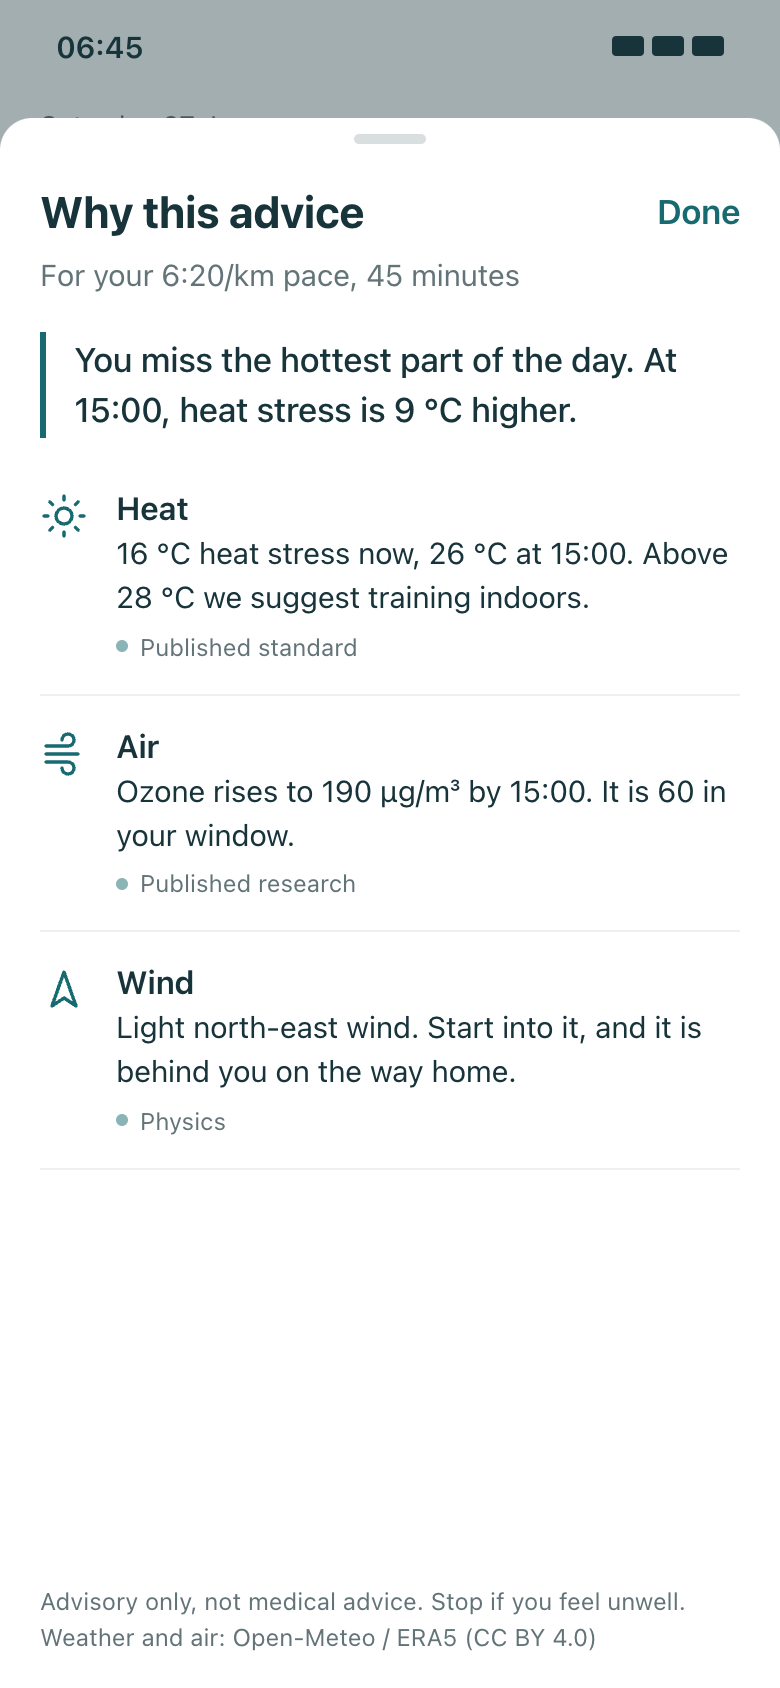 06:45
Why this advice
Done
For your 6:20/km pace, 45 minutes
You miss the hottest part of the day. At
15:00, heat stress is 9 °C higher.
Heat
16 °C heat stress now, 26 °C at 15:00. Above
28 °C we suggest training indoors.
Published standard
Air
Ozone rises to 190 µg/m³ by 15:00. It is 60 in
your window.
Published research
Wind
Light north-east wind. Start into it, and it is
behind you on the way home.
Physics
Advisory only, not medical advice. Stop if you feel unwell.
Weather and air: Open-Meteo / ERA5 (CC BY 4.0)